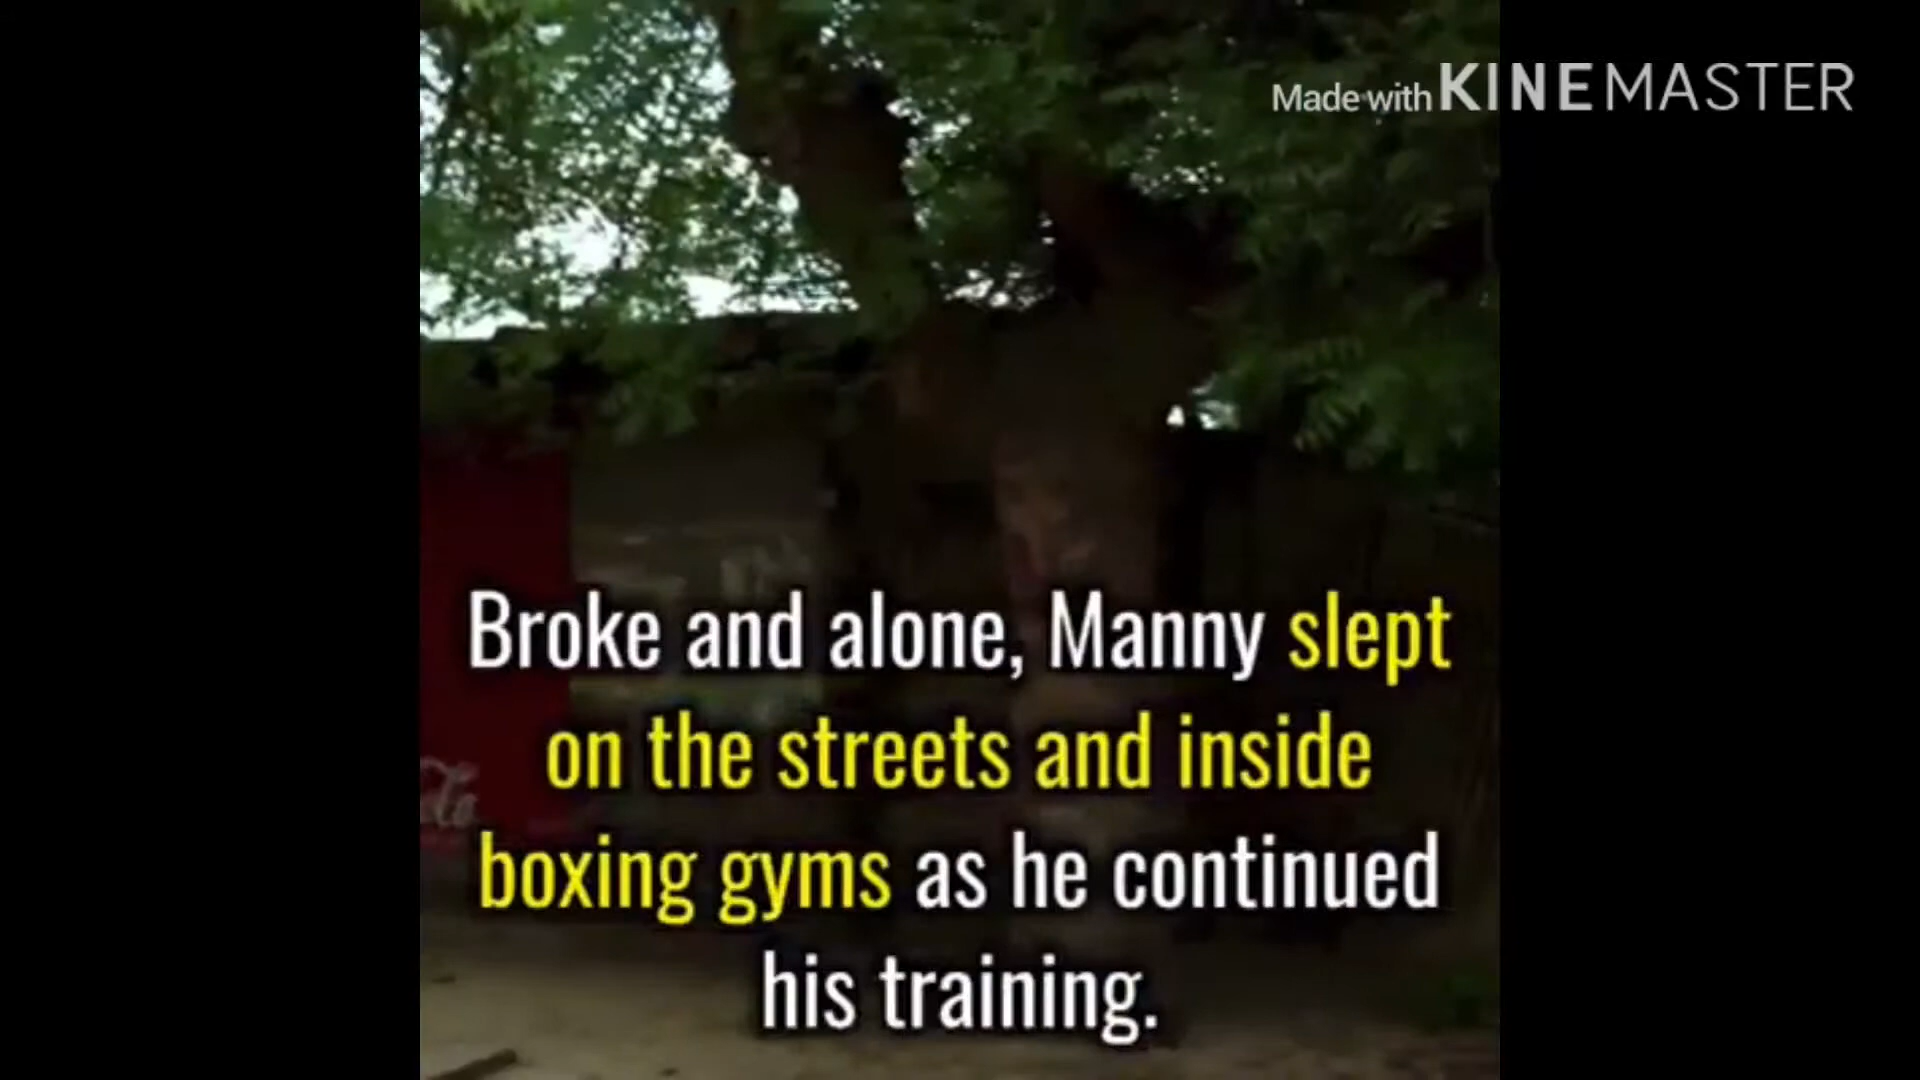 Made with KINEMASTER
Broke and alone, Manny slept
on the streets and inside
boxing gyms as he continued
his training.